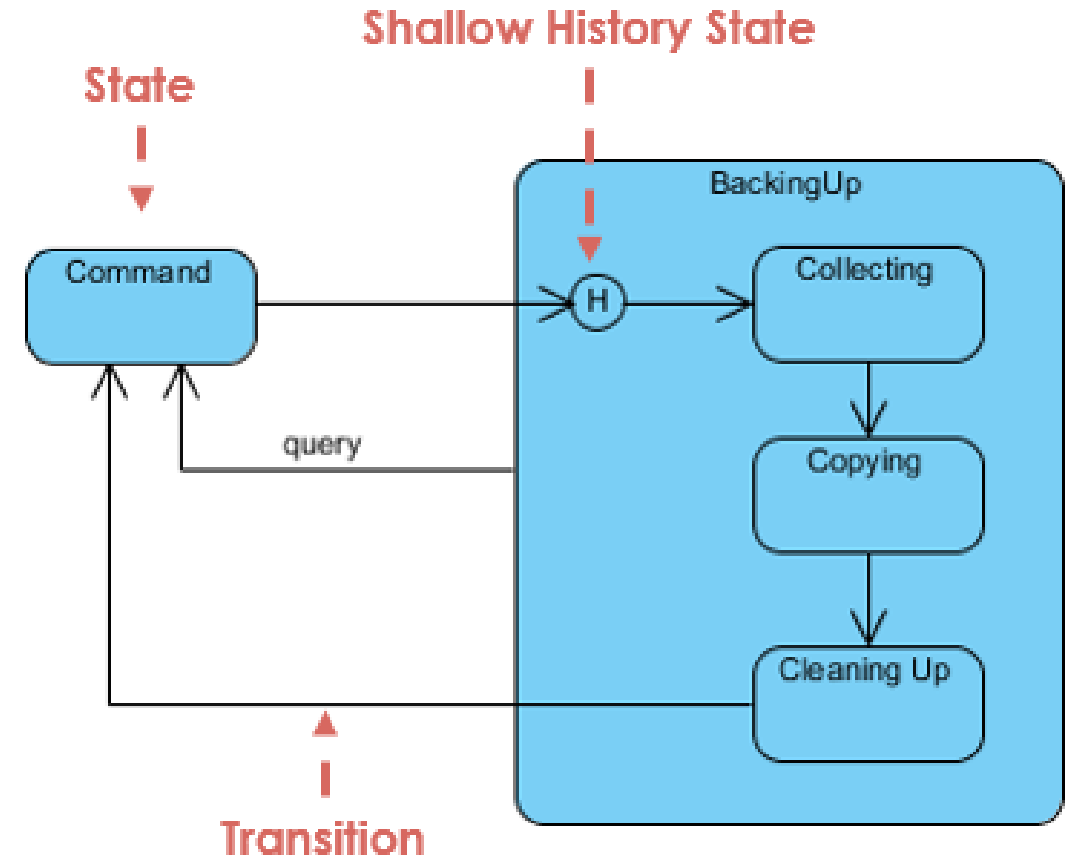 Shallow History State
State
BackingUp
Command
Collecting
H
query
Copying
Cleaning Up
Transition